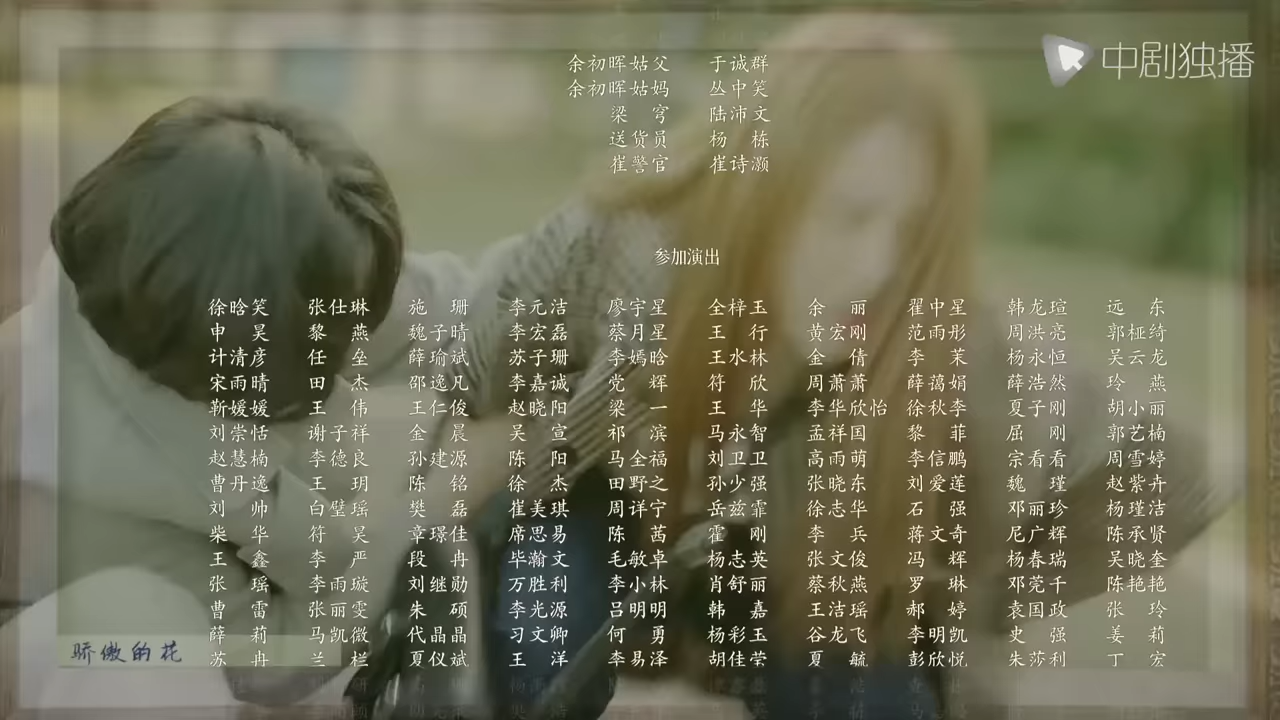 中剧独播
余初晖姑父 于诚群
余初晖姑妈 丛中笑
梁穹 陆沛文
送货员 杨栋
崔警官 崔诗灏
参加演出
徐晗笑 张仕琳 施珊 李元洁 廖宇星 全梓玉 余丽 翟中星 韩龙瑄 远东
申昊 黎燕 魏子晴 李宏磊 蔡月星 王行 黄宏刚 范雨彤 周洪亮 郭桠绮
计清彦 任垒 薛瑜斌 苏子珊 李嫣晗 王水林 金倩 李茉 杨永恒 吴云龙
宋雨晴 田杰 邵逸凡 李嘉诚 党辉 符欣 周萧萧 薛蔼娟 薛浩然 玲燕
靳媛媛 王伟 王仁俊 赵晓阳 梁一 王华 李华欣怡 徐秋李 夏子刚 胡小丽
刘崇恬 谢子祥 金晨 吴宣 祁滨 马永智 孟祥国 黎菲 屈刚 郭艺楠
赵慧楠 李德良 孙建源 陈阳 马全福 刘卫卫 高雨萌 李信鹏 宗看看 周雪婷
曹丹逸 王玥 陈铭 徐杰 田野之 孙少强 张晓东 刘爱莲 魏瑾 赵紫卉
刘帅 白璧瑶 樊磊 崔美琪 周详宁 岳兹霏 徐志华 石强 邓丽珍 杨瑾洁
柴华 符昊 章璟佳 席思易 陈茜 霍刚 李兵 蒋文奇 尼广辉 陈承贤
王鑫 李严 段冉 毕瀚文 毛敏卓 杨志英 张文俊 冯辉 杨春瑞 吴晓奎
张瑶 李雨璇 刘继勋 万胜利 李小林 肖舒丽 蔡秋燕 罗琳 邓莞千 陈艳艳
曹雷 张丽雯 朱硕 李光源 吕明明 韩嘉 王洁瑶 郝婷 袁国政 张玲
薛莉 马凯微 代晶晶 习文卿 何勇 杨彩玉 谷龙飞 李明凯 史强 姜莉
苏冉 兰栏 夏仪斌 王洋 李易泽 胡佳荣 夏毓 彭欣悦 朱莎利 丁宏
骄傲的花